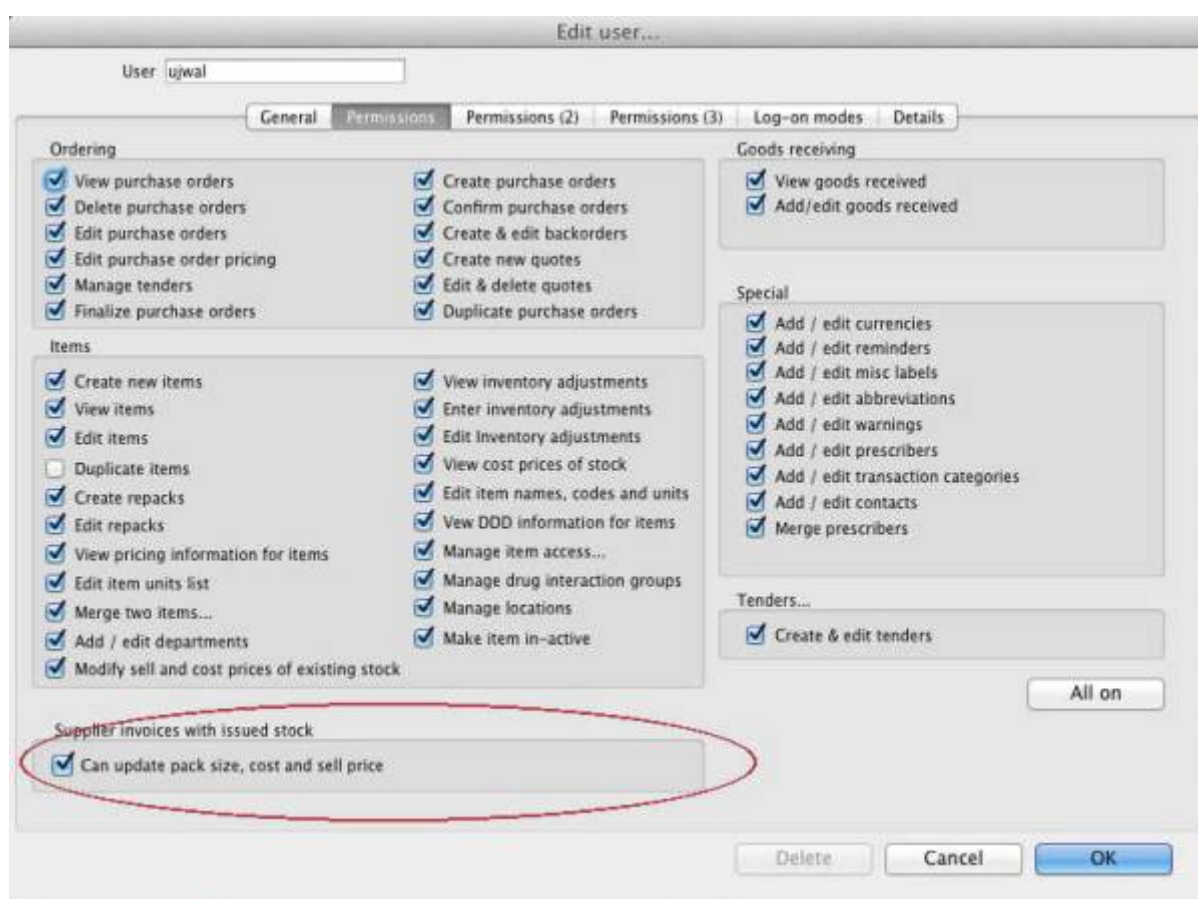 Edit user...
User ujwal
General Permissions Permissions (2) Permissions (3) Log-on modes Details
Ordering
View purchase orders
Delete purchase orders
Edit purchase orders
Edit purchase order pricing
Manage tenders
Finalize purchase orders
Create purchase orders
Confirm purchase orders
Create & edit backorders
Create new quotes
Edit & delete quotes
Duplicate purchase orders
Items
Create new items
View items
Edit items
Duplicate items
Create repacks
Edit repacks
View pricing information for items
Edit item units list
Merge two items...
Add / edit departments
Modify sell and cost prices of existing stock
View inventory adjustments
Enter inventory adjustments
Edit Inventory adjustments
View cost prices of stock
Edit item names, codes and units
Vew DDD information for items
Manage item access...
Manage drug interaction groups
Manage locations
Make item in-active
Supplier invoices with issued stock
Can update pack size, cost and sell price
Goods receiving
View goods received
Add/edit goods received
Special
Add / edit currencies
Add / edit reminders
Add / edit misc labels
Add / edit abbreviations
Add / edit warnings
Add / edit prescribers
Add / edit transaction categories
Add / edit contacts
Merge prescribers
Tenders...
Create & edit tenders
All on
Delete Cancel OK